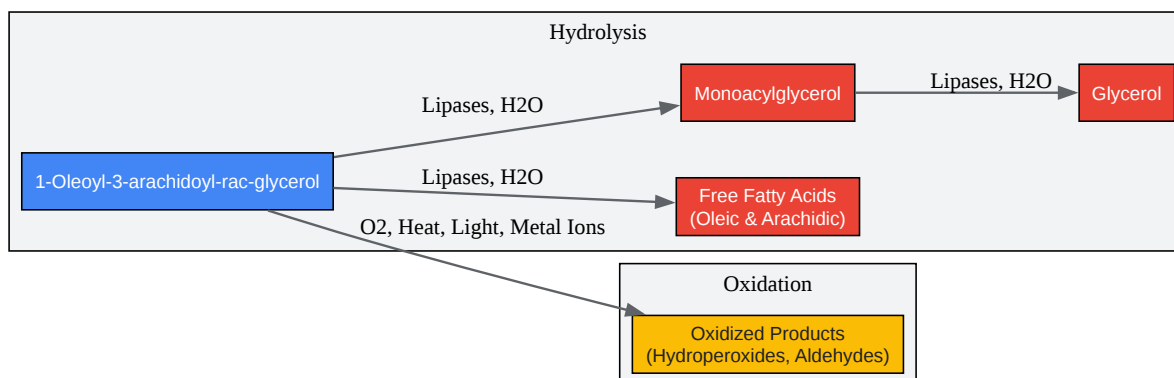 Hydrolysis
Lipases, H2O
Monoacylglycerol
Lipases, H2O
Glycerol
1-Oleoyl-3-arachidoyl-rac-glycerol
Lipases, H2O
Free Fatty Acids
(Oleic & Arachidic)
O2, Heat, Light, Metal Ions
Oxidation
Oxidized Products
(Hydroperoxides, Aldehydes)